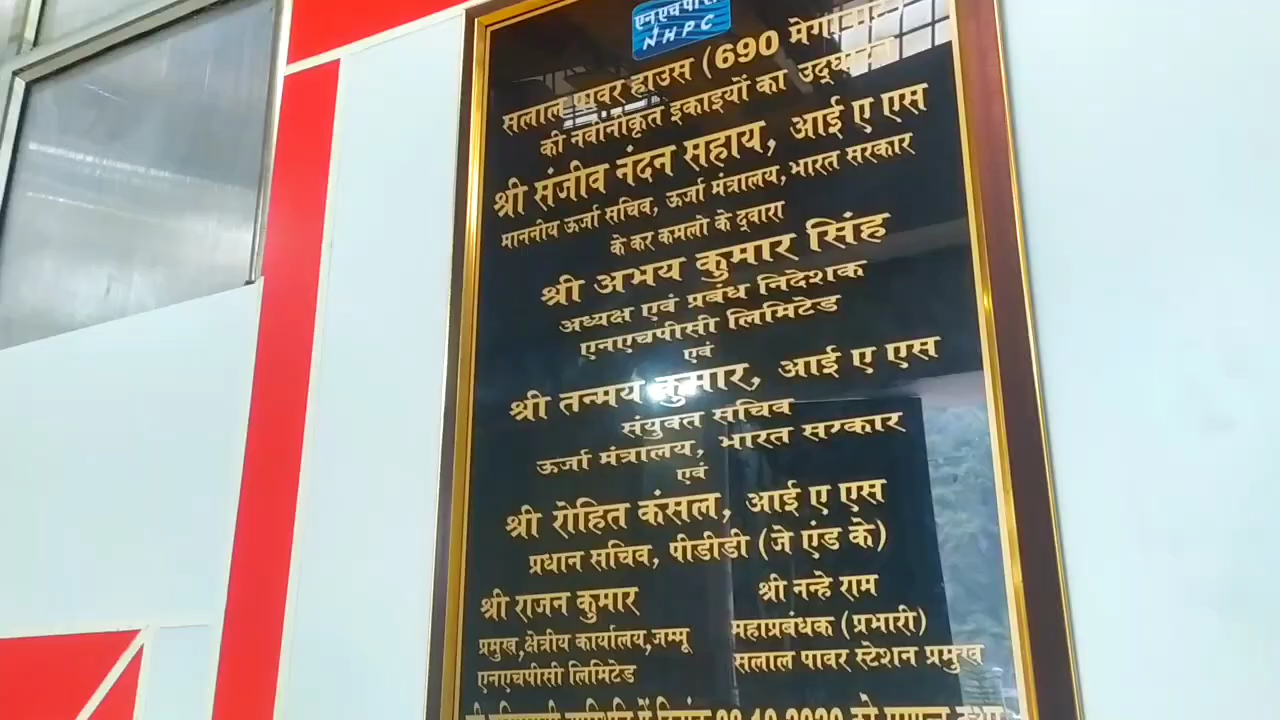 एनएचपीसी
NHPC
सलाल पावर हाउस (690 मेगावाट)
की नवीनीकृत इकाइयों का उद्घाटन
श्री संजीव नंदन सहाय, आई ए एस
माननीय ऊर्जा सचिव, ऊर्जा मंत्रालय, भारत सरकार
के कर कमलो के द्वारा
श्री अभय कुमार सिंह
अध्यक्ष एवं प्रबंध निदेशक
एनएचपीसी लिमिटेड
एवं
श्री तन्मय कुमार, आई ए एस
संयुक्त सचिव
ऊर्जा मंत्रालय, भारत सरकार
एवं
श्री रोहित कंसल, आई ए एस
प्रधान सचिव, पीडीडी (जे एंड के)
श्री राजन कुमार
प्रमुख,क्षेत्रीय कार्यालय,जम्मू
एनएचपीसी लिमिटेड
श्री नन्हे राम
महाप्रबंधक (प्रभारी)
सलाल पावर स्टेशन प्रमुख